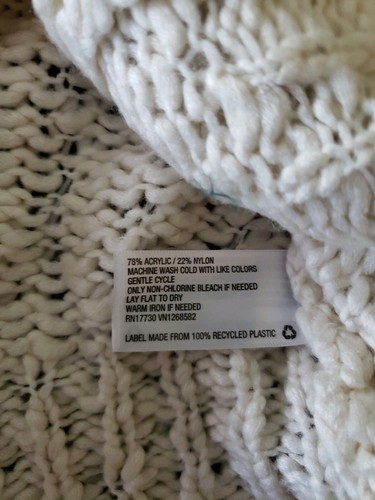 78% ACRYLIC / 22% NYLON
MACHINE WASH COLD WITH LIKE COLORS
GENTLE CYCLE
ONLY NON-CHLORINE BLEACH IF NEEDED
LAY FLAT TO DRY
WARM IRON IF NEEDED
RN17730 VN1268582
LABEL MADE FROM 100% RECYCLED PLASTIC